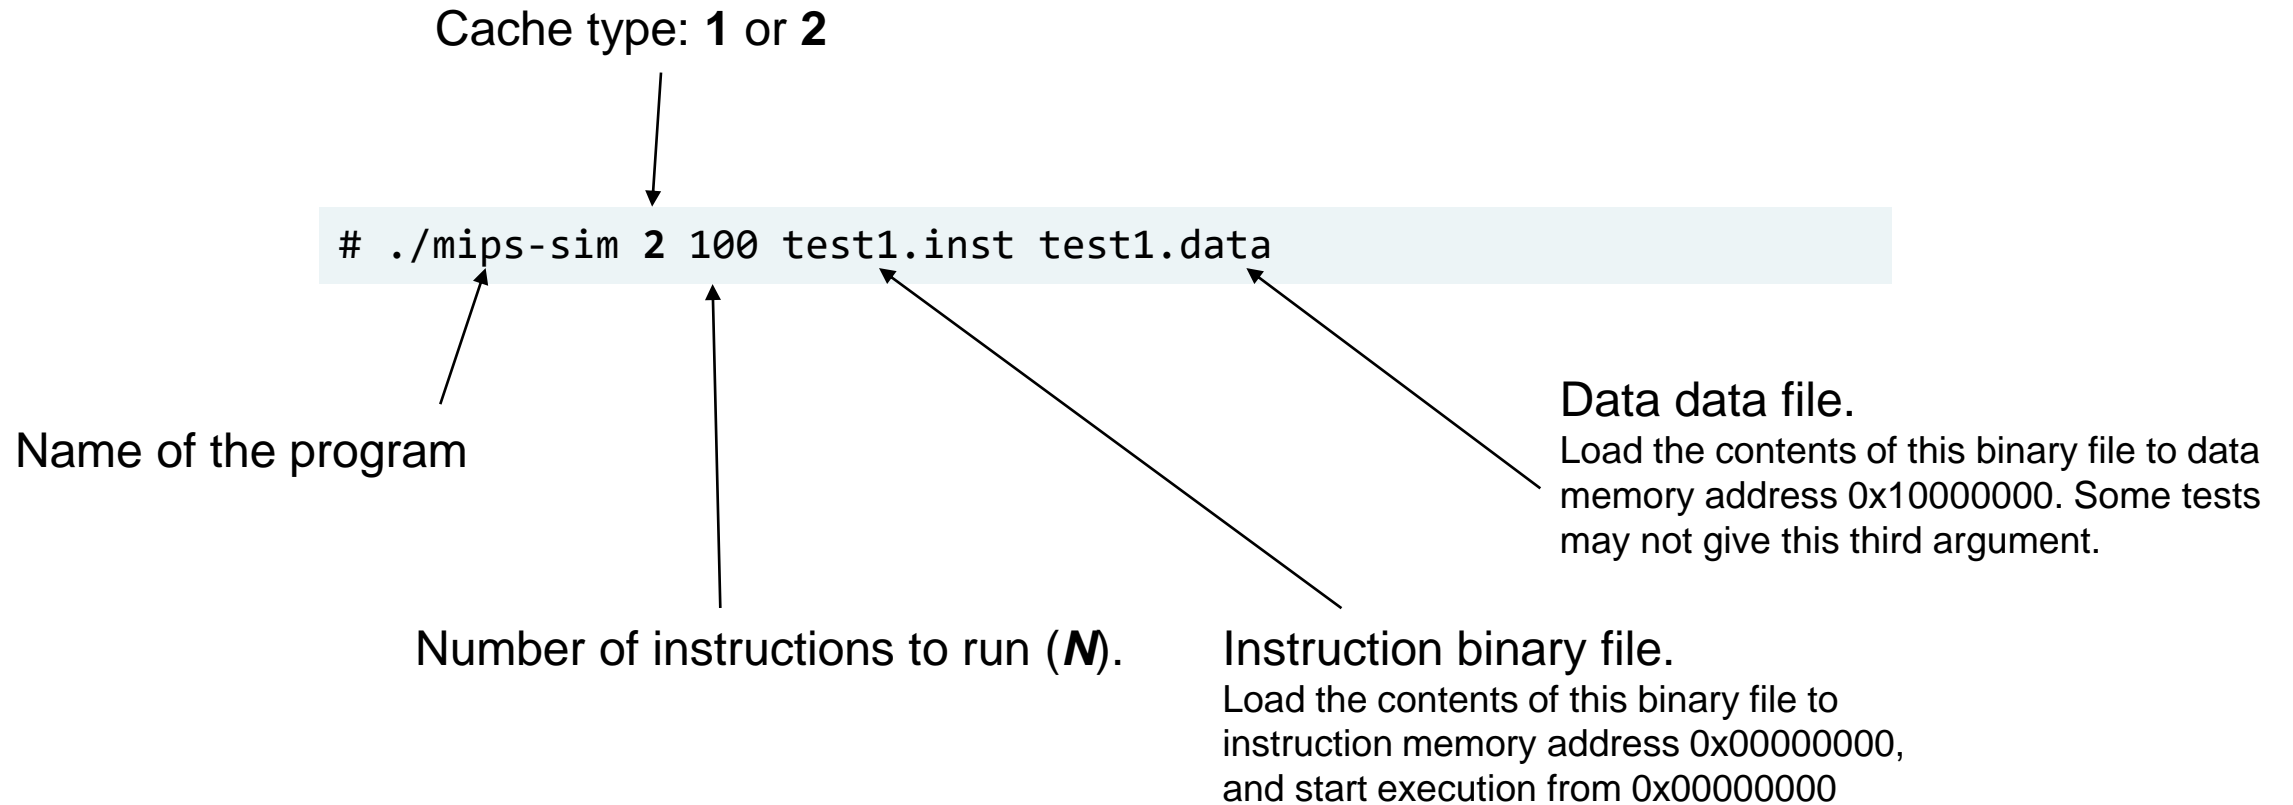 Cache type: 1 or 2
# ./mips-sim 2 100 test1.inst test1.data
Name of the program
Data data file.
Load the contents of this binary file to data
memory address 0x10000000. Some tests
may not give this third argument.
Number of instructions to run (N).
Instruction binary file.
Load the contents of this binary file to
instruction memory address 0x00000000,
and start execution from 0x00000000